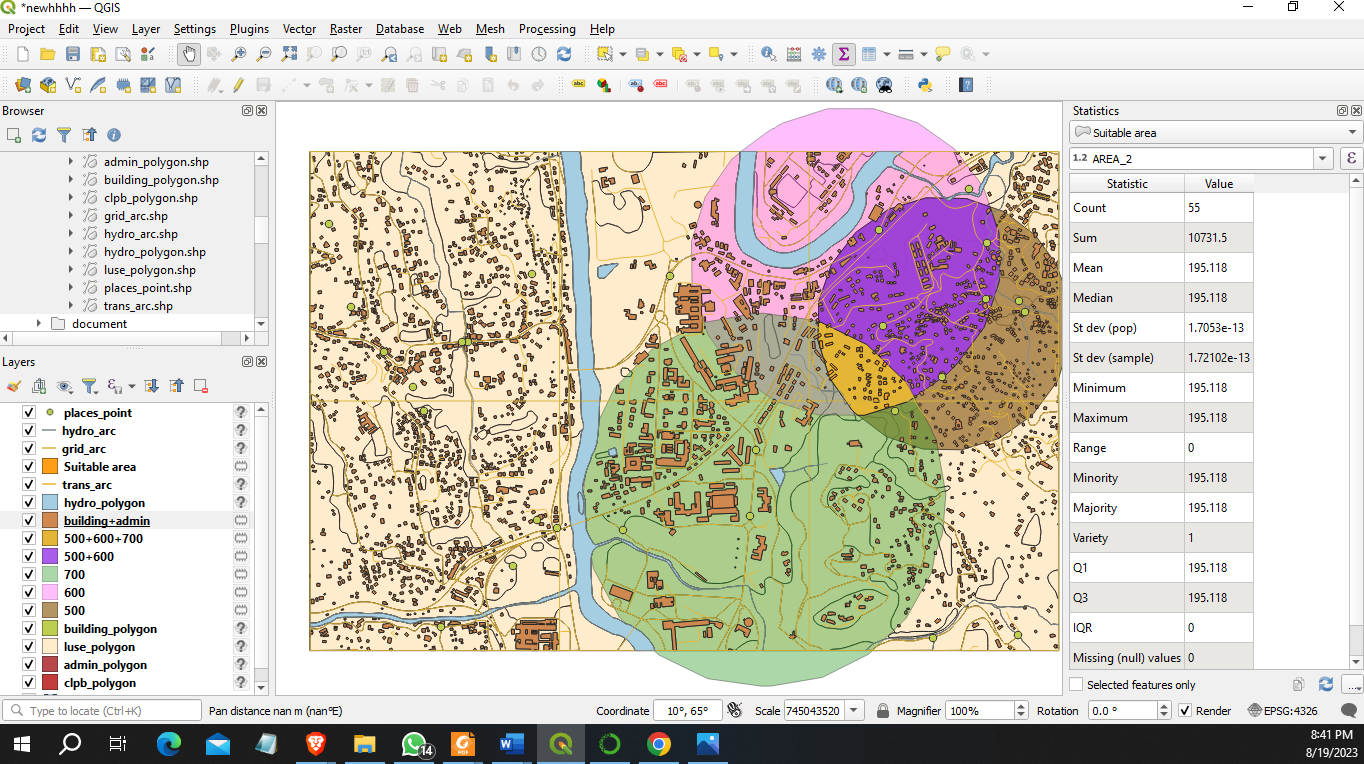 *newhhhh — QGIS
Project Edit View Layer Settings Plugins Vector Raster Database Web Mesh Processing Help
Browser
admin_polygon.shp
building_polygon.shp
clpb_polygon.shp
grid_arc.shp
hydro_arc.shp
hydro_polygon.shp
luse_polygon.shp
places_point.shp
trans_arc.shp
document
Layers
places_point
hydro_arc
grid_arc
Suitable area
trans_arc
hydro_polygon
building+admin
500+600+700
500+600
700
600
500
building_polygon
luse_polygon
admin_polygon
clpb_polygon
Statistics
Suitable area
1.2 AREA_2
Statistic Value
Count 55
Sum 10731.5
Mean 195.118
Median 195.118
St dev (pop) 1.7053e-13
St dev (sample) 1.72102e-13
Minimum 195.118
Maximum 195.118
Range 0
Minority 195.118
Majority 195.118
Variety 1
Q1 195.118
Q3 195.118
IQR 0
Missing (null) values 0
Selected features only
Type to locate (Ctrl+K) Pan distance nan m (nan°E) Coordinate 10°, 65° Scale 745043520 Magnifier 100% Rotation 0.0 ° Render EPSG:4326
14
8:41 PM
8/19/2023